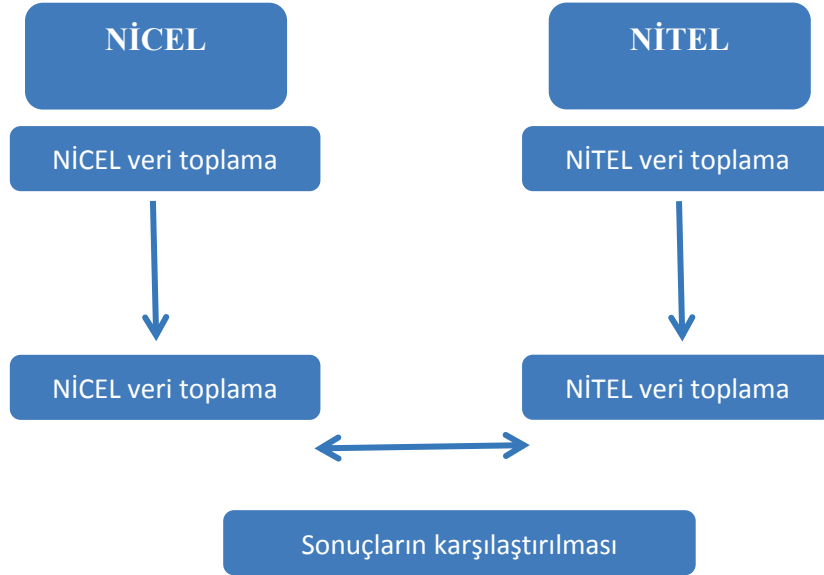 NİCEL
NİTEL
NİCEL veri toplama
NİTEL veri toplama
NİCEL veri toplama
NİTEL veri toplama
Sonuçların karşılaştırılması